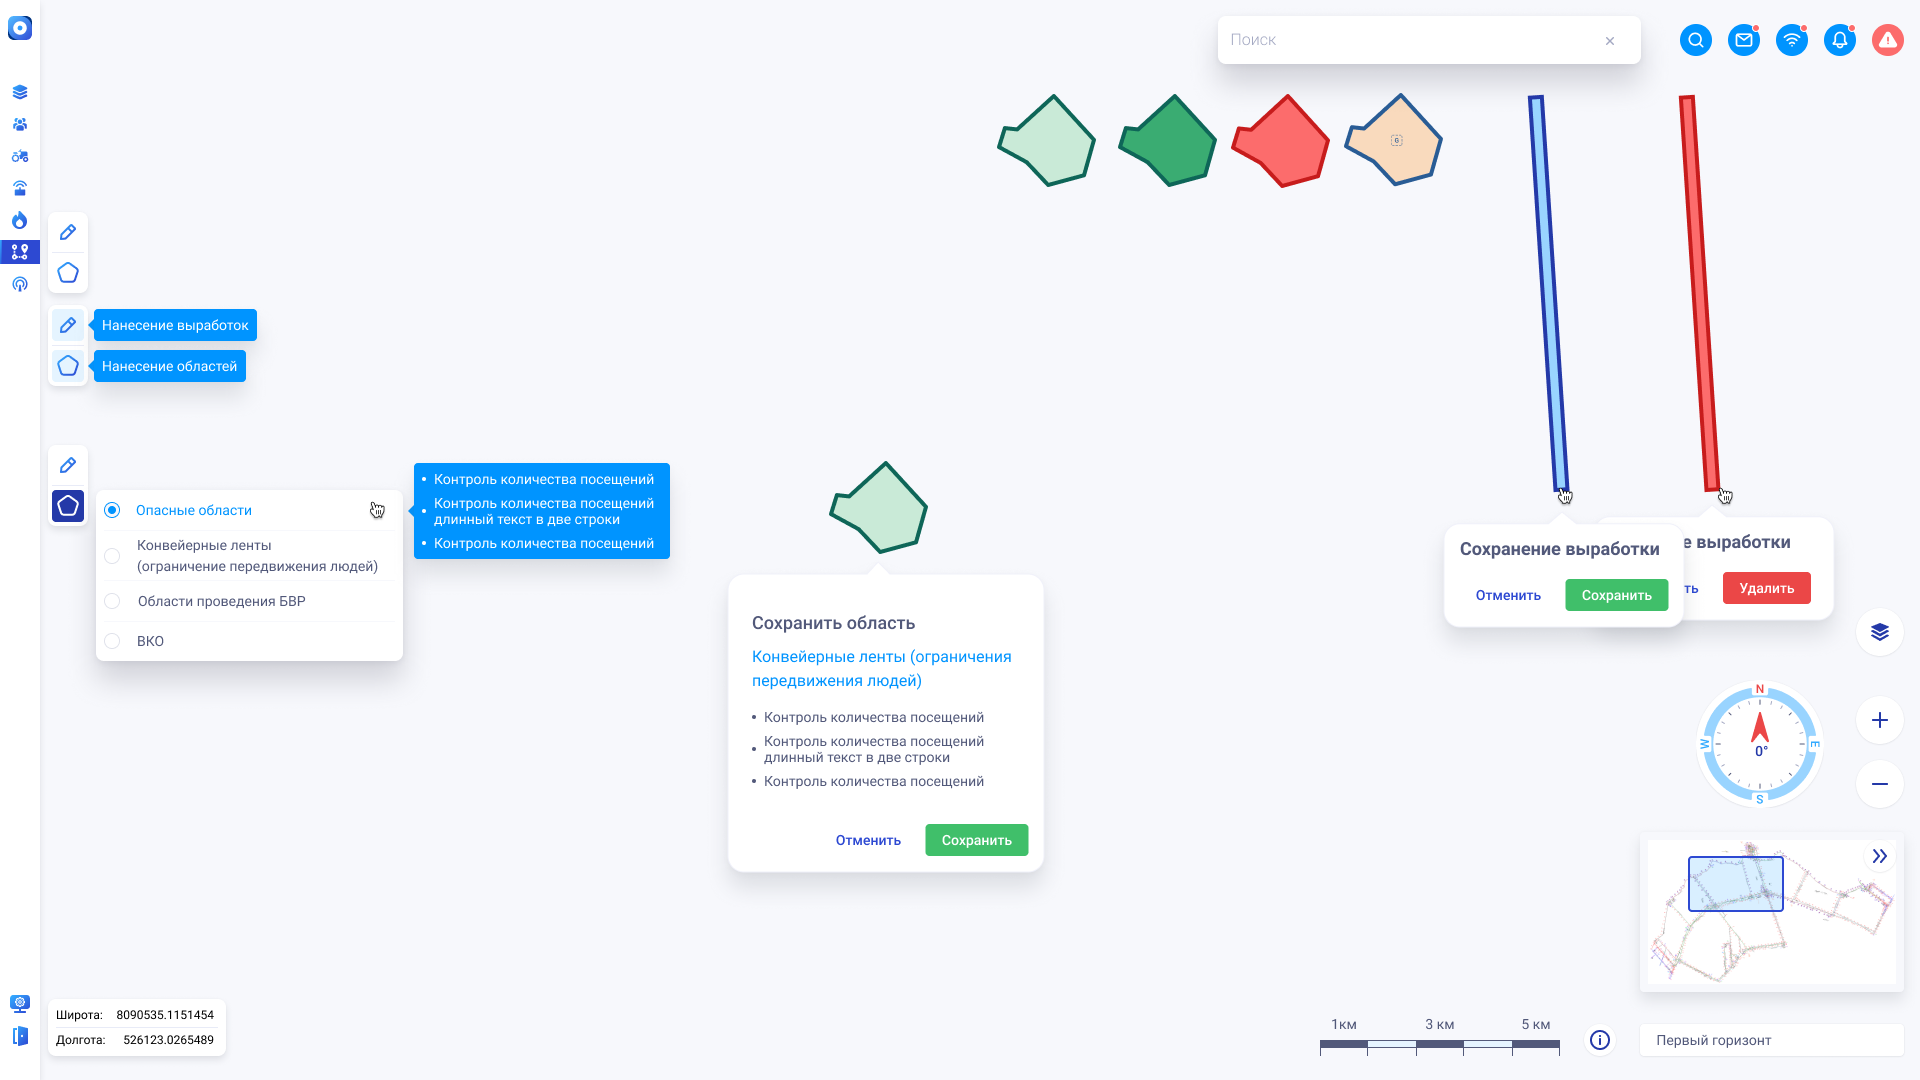 Поиск
Нанесение выработок
Нанесение областей
Опасные области
Конвейерные ленты
(ограничение передвижения людей)
Области проведения БВР
ВКО
• Контроль количества посещений
• Контроль количества посещений
длинный текст в две строки
• Контроль количества посещений
Сохранить область
Конвейерные ленты (ограничения
передвижения людей)
• Контроль количества посещений
• Контроль количества посещений
длинный текст в две строки
• Контроль количества посещений
Отменить
Сохранить
Сохранение выработки
Отменить
Сохранить
е выработки
ть
Удалить
N
W
E
S
0°
Широта: 8090535.1151454
Долгота: 526123.0265489
1км
3 км
5 км
Первый горизонт